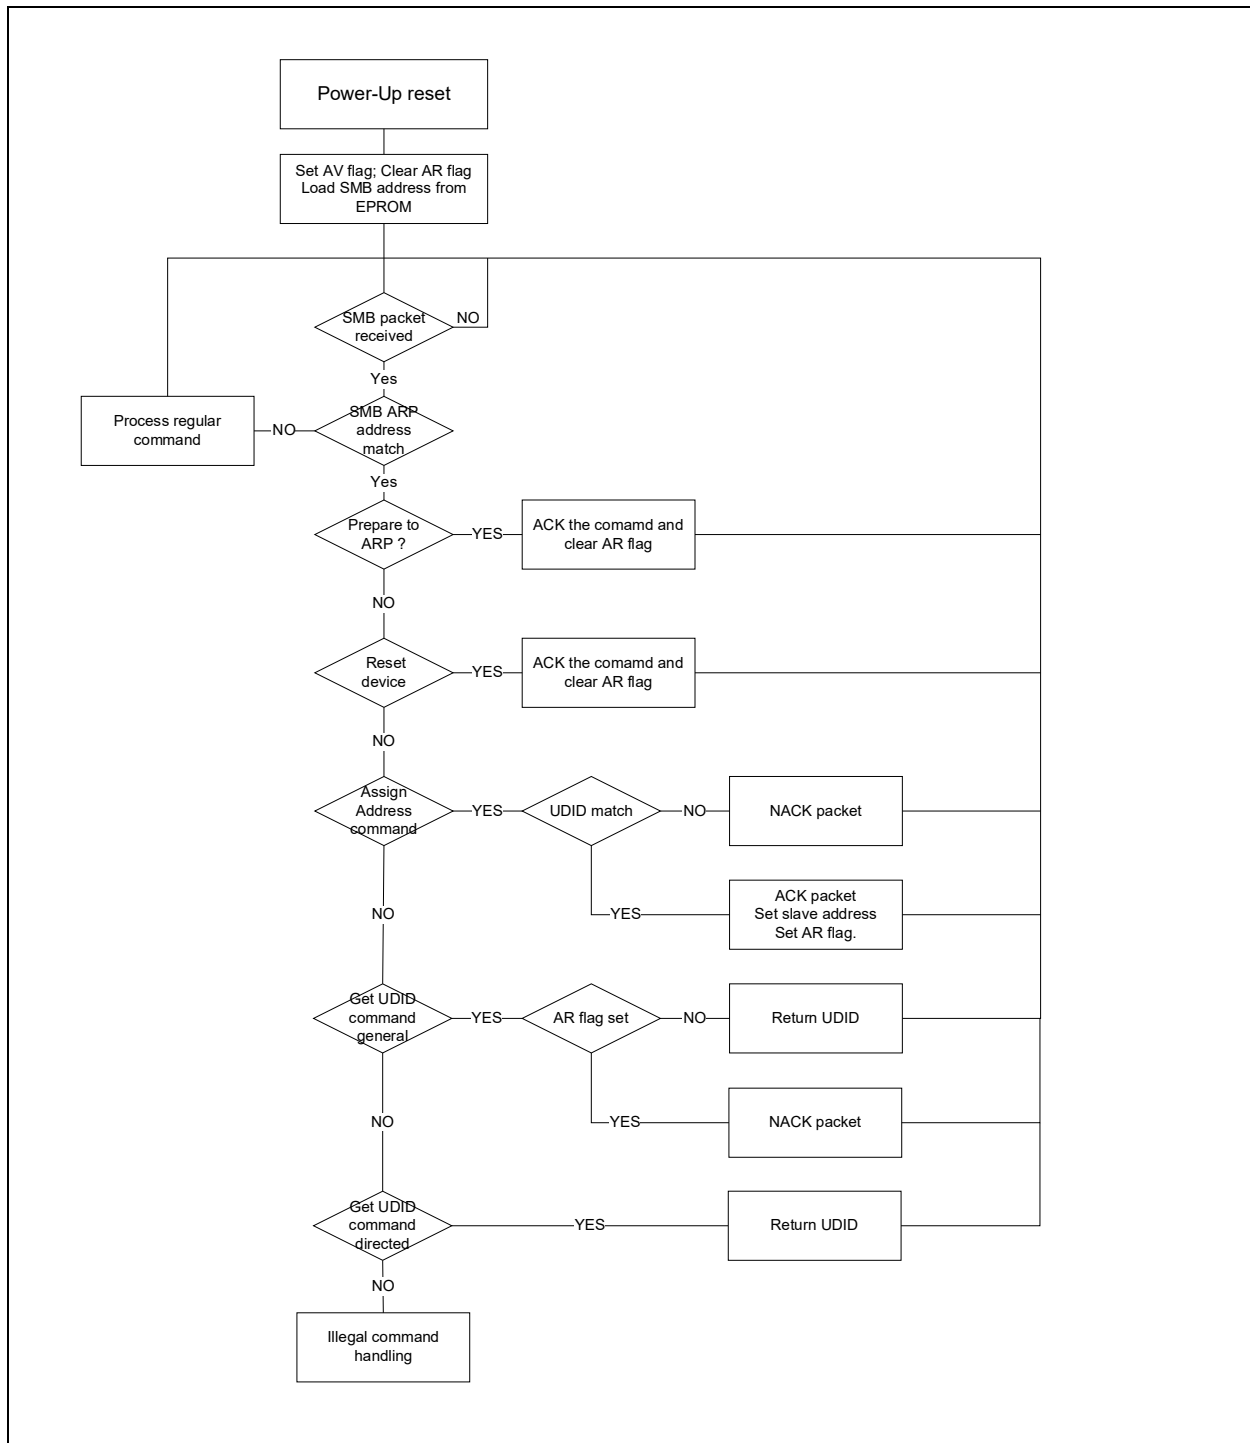 Power-Up reset
Set AV flag; Clear AR flag
Load SMB address from
EPROM
SMB packet
received
NO
Yes
SMB ARP
address
match
NO
Process regular
command
Yes
Prepare to
ARP ?
YES
ACK the comamd and
clear AR flag
NO
Reset
device
YES
ACK the comamd and
clear AR flag
NO
Assign
Address
command
YES
UDID match
NO
NACK packet
YES
ACK packet
Set slave address
Set AR flag.
NO
Get UDID
command
general
YES
AR flag set
NO
Return UDID
YES
NACK packet
NO
Get UDID
command
directed
YES
Return UDID
NO
Illegal command
handling